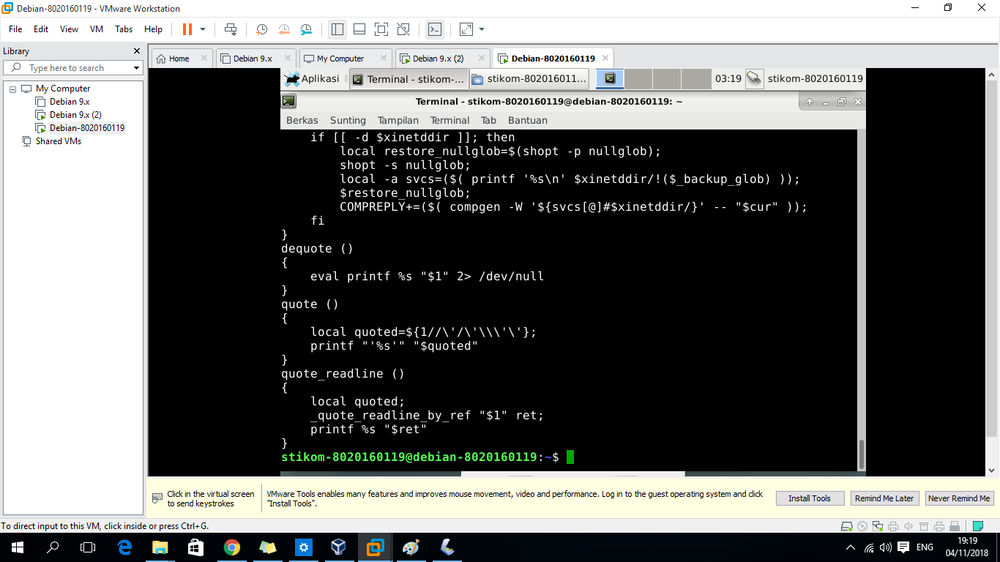 Debian-8020160119 - VMware Workstation
File Edit View VM Tabs Help
Library
Type here to search
My Computer
Debian 9.x
Debian 9.x (2)
Debian-8020160119
Shared VMs
Home Debian 9.x My Computer Debian 9.x (2) Debian-8020160119
Aplikasi Terminal - stikom-... stikom-802016011... 03:19 stikom-8020160119
Terminal - stikom-8020160119@debian-8020160119: ~
Berkas Sunting Tampilan Terminal Tab Bantuan
    if [[ -d $xinetddir ]]; then
        local restore_nullglob=$(shopt -p nullglob);
        shopt -s nullglob;
        local -a svcs=($( printf '%s\n' $xinetddir/!($_backup_glob) ));
        $restore_nullglob;
        COMPREPLY+=($( compgen -W '${svcs[@]#$xinetddir/}' -- "$cur" ));
    fi
}
dequote ()
{
    eval printf %s "$1" 2> /dev/null
}
quote ()
{
    local quoted=${1//\'/\'\\\'\'};
    printf "'%s'" "$quoted"
}
quote_readline ()
{
    local quoted;
    _quote_readline_by_ref "$1" ret;
    printf %s "$ret"
}
stikom-8020160119@debian-8020160119:~$
Click in the virtual screen
to send keystrokes
VMware Tools enables many features and improves mouse movement, video and performance. Log in to the guest operating system and click
"Install Tools".
Install Tools Remind Me Later Never Remind Me
To direct input to this VM, click inside or press Ctrl+G.
ENG
19:19
04/11/2018